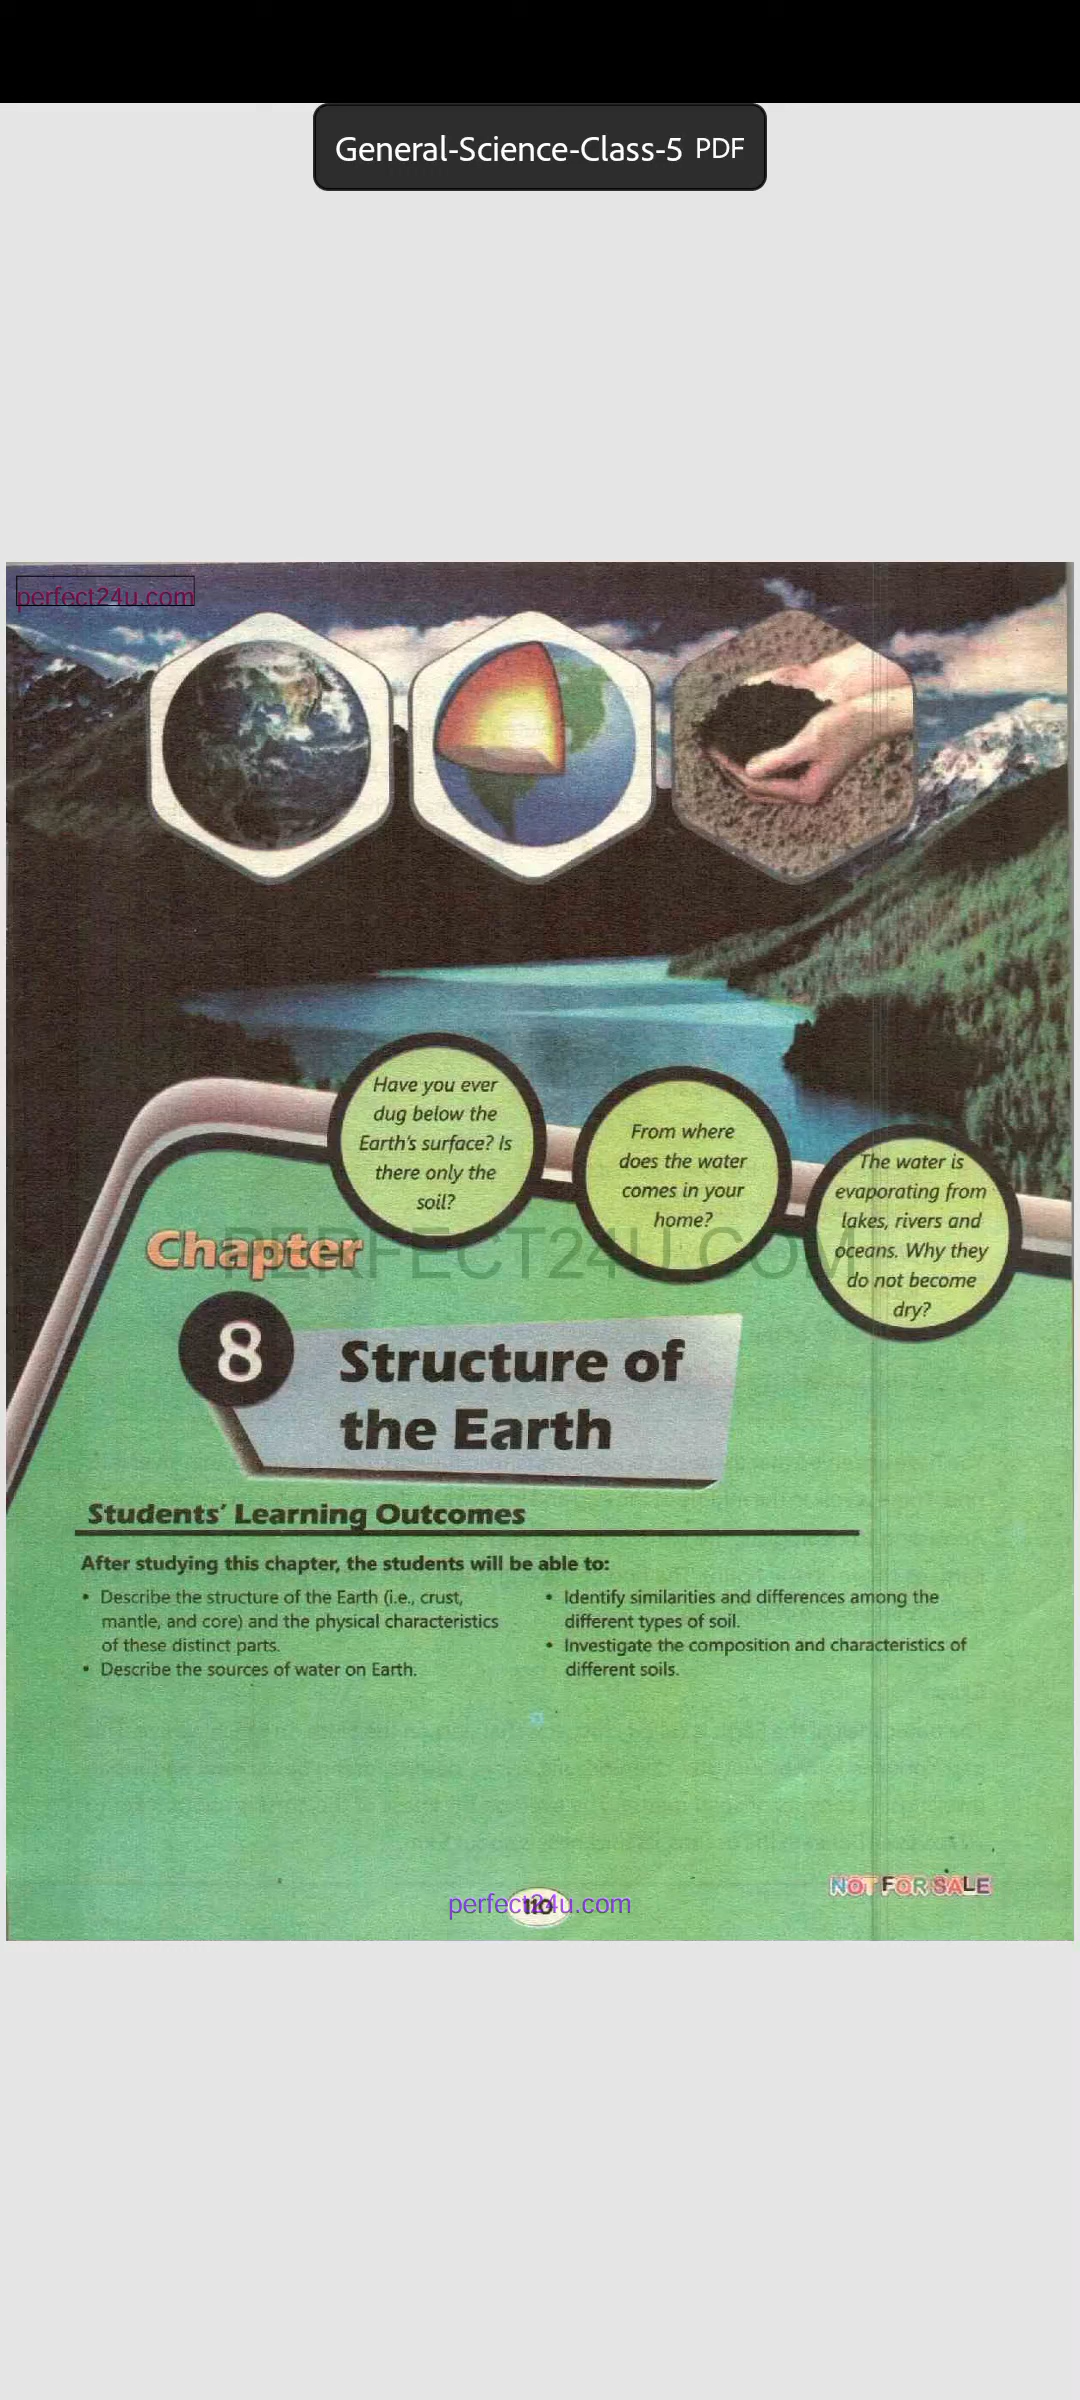 General-Science-Class-5 PDF
perfect24u.com
Have you ever
dug below the
Earth's surface? Is
there only the
soil?
From where
does the water
comes in your
home?
The water is
evaporating from
lakes, rivers and
oceans. Why they
do not become
dry?
PERFECT24U.COM
Chapter
8
Structure of
the Earth
Students' Learning Outcomes
After studying this chapter, the students will be able to:
• Describe the structure of the Earth (i.e., crust,
mantle, and core) and the physical characteristics
of these distinct parts.
• Describe the sources of water on Earth.
• Identify similarities and differences among the
different types of soil.
• Investigate the composition and characteristics of
different soils.
NOT FOR SALE
perfect24u.com
110